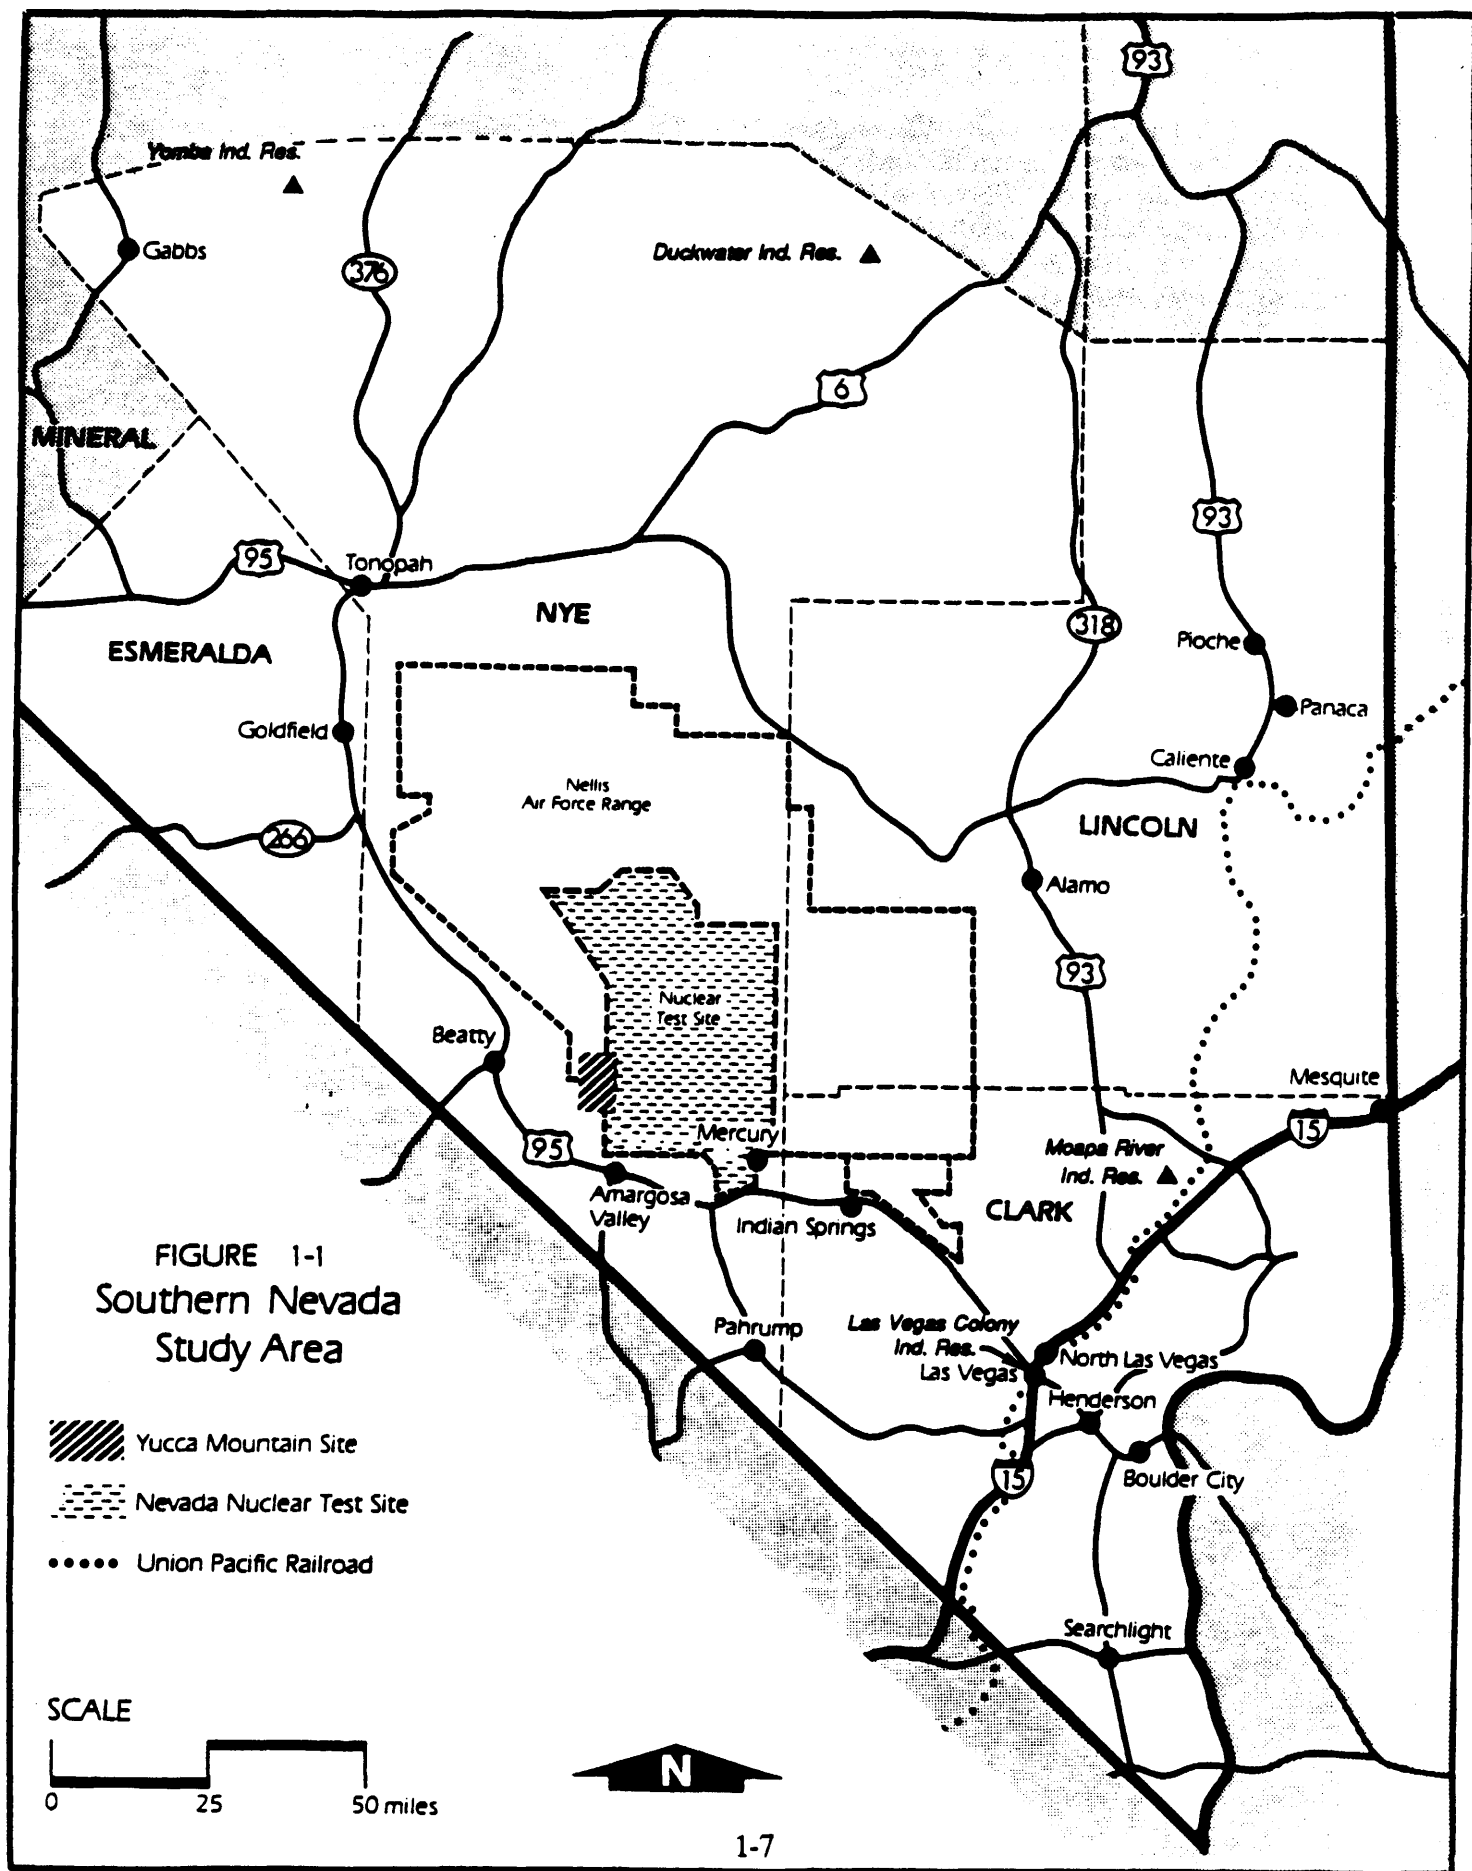 93
Yomba Ind. Res.
Gabbs
376
Duckwater Ind. Res.
6
MINERAL
93
95
Tonopah
NYE
318
Pioche
ESMERALDA
Panaca
Goldfield
Caliente
Nellis
Air Force Range
LINCOLN
266
Alamo
93
Nuclear
Test Site
Beatty
Mesquite
15
95
Mercury
Moapa River
Ind. Res.
Amargosa
Valley
Indian Springs
CLARK
FIGURE 1-1
Southern Nevada
Study Area
Pahrump
Las Vegas Colony
Ind. Res.
Las Vegas
North Las Vegas
Henderson
Yucca Mountain Site
15
Boulder City
Nevada Nuclear Test Site
Union Pacific Railroad
Searchlight
SCALE
N
0 25 50 miles
1-7